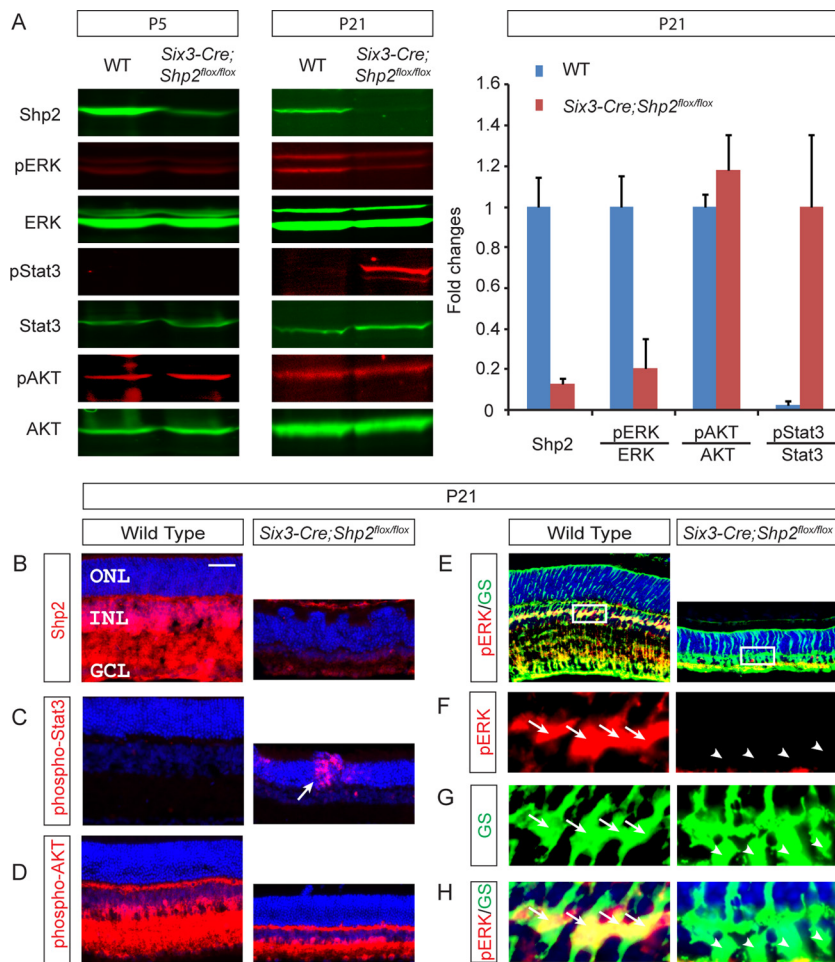 A
P5
P21
P21
WT
Six3-Cre;
Shp2flox/flox
WT
Six3-Cre;
Shp2flox/flox
Shp2
pERK
ERK
pStat3
Stat3
pAKT
AKT
WT
Six3-Cre;Shp2flox/flox
Fold changes
1.6
1.4
1.2
1
0.8
0.6
0.4
0.2
0
Shp2
pERK
ERK
pAKT
AKT
pStat3
Stat3
P21
Wild Type
Six3-Cre;Shp2flox/flox
Wild Type
Six3-Cre;Shp2flox/flox
B
Shp2
ONL
INL
GCL
C
phospho-Stat3
D
phospho-AKT
E
pERK/GS
F
pERK
G
GS
H
pERK/GS